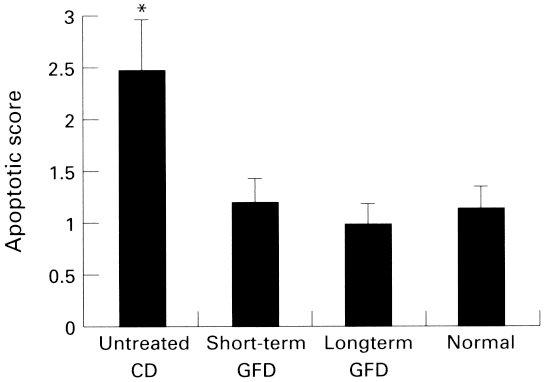 *
3
2.5
2
1.5
1
0.5
0
Apoptotic score
Untreated CD
Short-term GFD
Longterm GFD
Normal